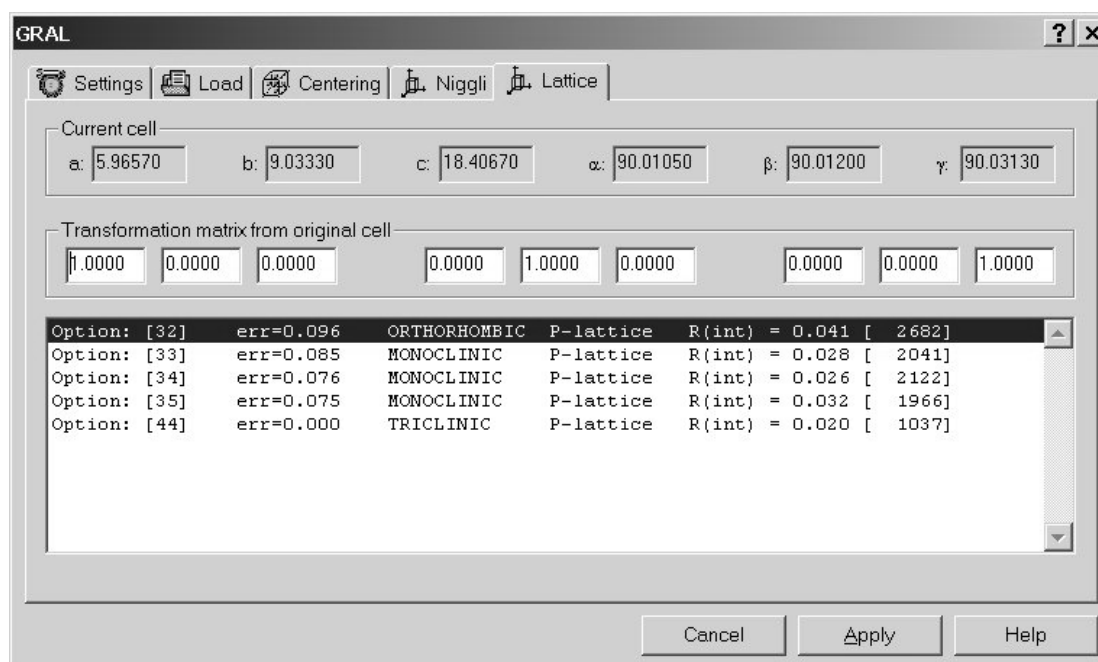 GRAL
Settings Load Centering Niggli Lattice
Current cell
a: 5.96570 b: 9.03330 c: 18.40670 α: 90.01050 β: 90.01200 γ: 90.03130
Transformation matrix from original cell
1.0000 0.0000 0.0000 0.0000 1.0000 0.0000 0.0000 0.0000 1.0000
Option: [32] err=0.096 ORTHORHOMBIC P-lattice R(int) = 0.041 [ 2682]
Option: [33] err=0.085 MONOCLINIC P-lattice R(int) = 0.028 [ 2041]
Option: [34] err=0.076 MONOCLINIC P-lattice R(int) = 0.026 [ 2122]
Option: [35] err=0.075 MONOCLINIC P-lattice R(int) = 0.032 [ 1966]
Option: [44] err=0.000 TRICLINIC P-lattice R(int) = 0.020 [ 1037]
Cancel Apply Help